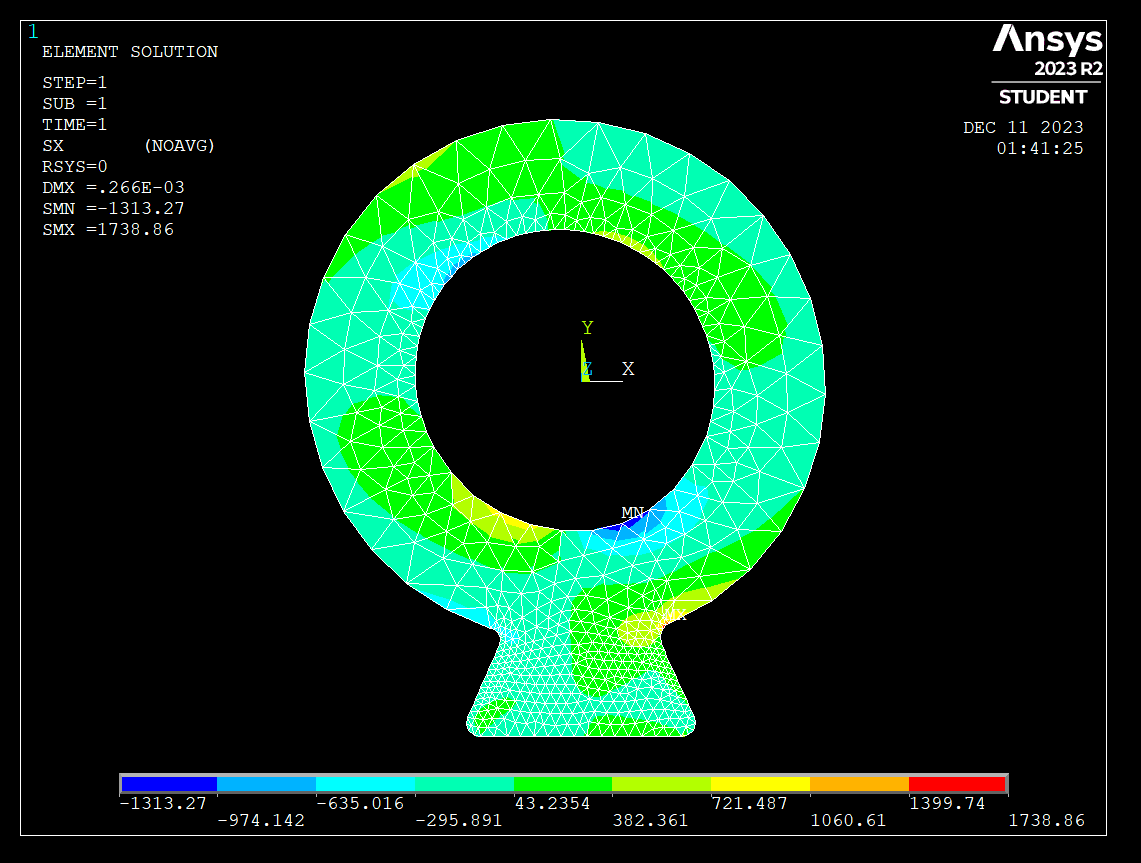 1
ELEMENT SOLUTION
STEP=1
SUB =1
TIME=1
SX (NOAVG)
RSYS=0
DMX =.266E-03
SMN =-1313.27
SMX =1738.86
Ansys
2023 R2
STUDENT
DEC 11 2023
01:41:25
Y
Z X
MN
MX
-1313.27 -635.016 43.2354 721.487 1399.74
-974.142 -295.891 382.361 1060.61 1738.86